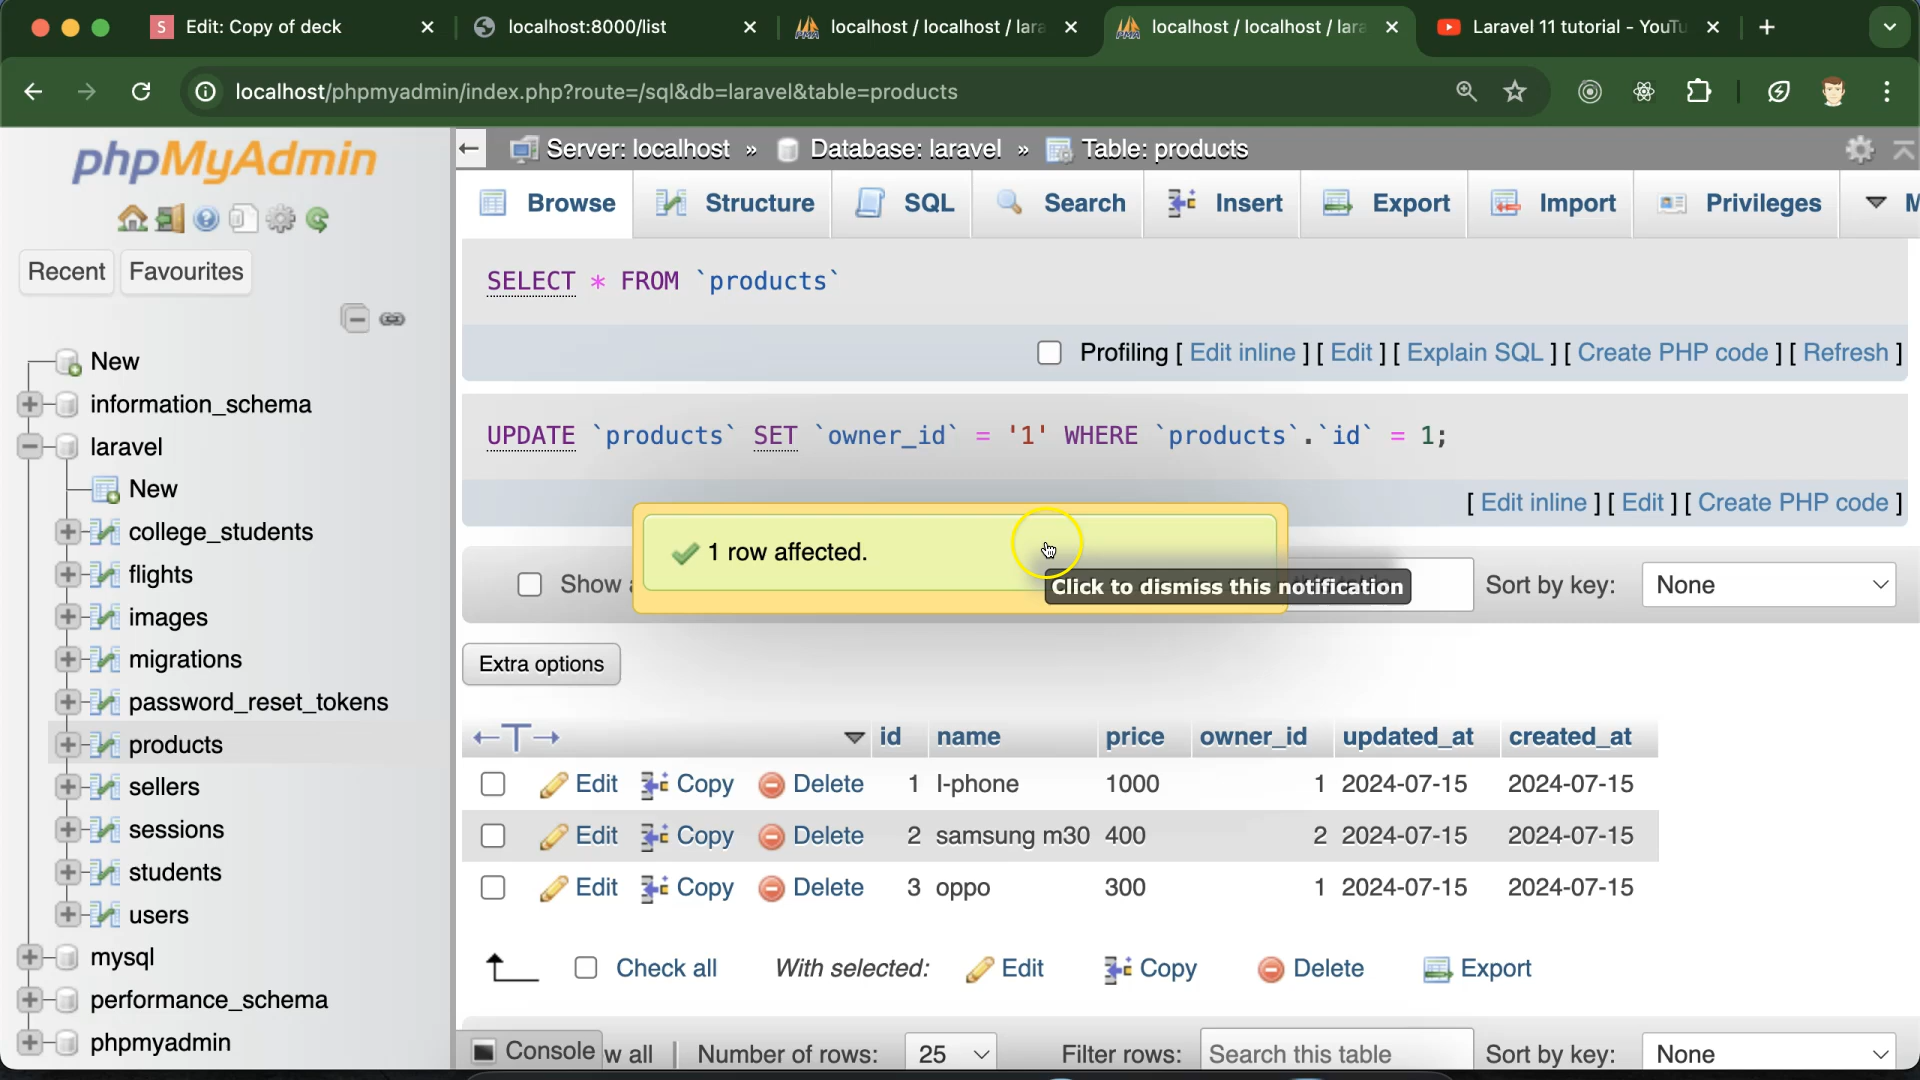 Edit: Copy of deck
localhost:8000/list
localhost / localhost / lara
localhost / localhost / lara
Laravel 11 tutorial - YouTu
localhost/phpmyadmin/index.php?route=/sql&db=laravel&table=products
phpMyAdmin
Recent Favourites
New
information_schema
laravel
New
college_students
flights
images
migrations
password_reset_tokens
products
sellers
sessions
students
users
mysql
performance_schema
phpmyadmin
Server: localhost » Database: laravel » Table: products
Browse Structure SQL Search Insert Export Import Privileges M
SELECT * FROM `products`
Profiling [ Edit inline ] [ Edit ] [ Explain SQL ] [ Create PHP code ] [ Refresh ]
UPDATE `products` SET `owner_id` = '1' WHERE `products`.`id` = 1;
[ Edit inline ] [ Edit ] [ Create PHP code ]
1 row affected.
Click to dismiss this notification
Show Sort by key: None
Extra options
id name price owner_id updated_at created_at
Edit Copy Delete 1 I-phone 1000 1 2024-07-15 2024-07-15
Edit Copy Delete 2 samsung m30 400 2 2024-07-15 2024-07-15
Edit Copy Delete 3 oppo 300 1 2024-07-15 2024-07-15
Check all With selected: Edit Copy Delete Export
Console w all Number of rows: 25 Filter rows: Search this table Sort by key: None